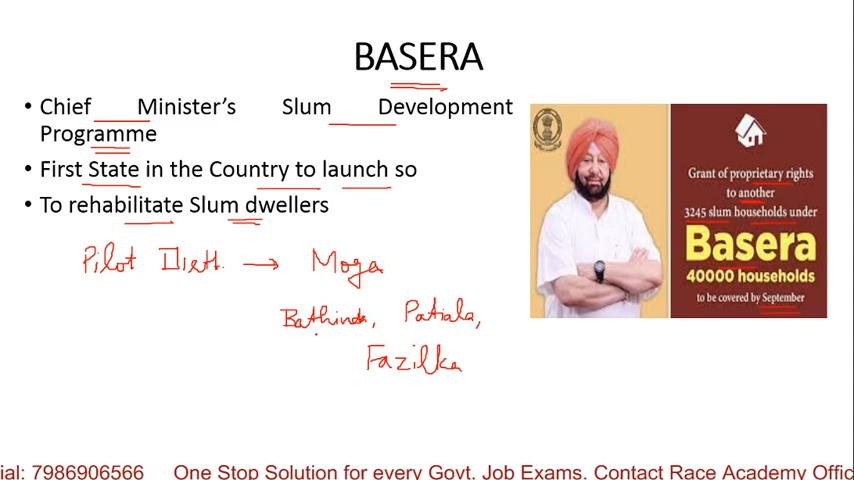 BASERA
• Chief Minister's Slum Development
Programme
• First State in the Country to launch so
• To rehabilitate Slum dwellers
Pilot Distt. → Moga
Bathinda, Patiala,
Fazilka
Grant of proprietary rights
to another
3245 slum households under
Basera
40000 households
to be covered by September
ial: 7986906566 One Stop Solution for every Govt. Job Exams. Contact Race Academy Offic